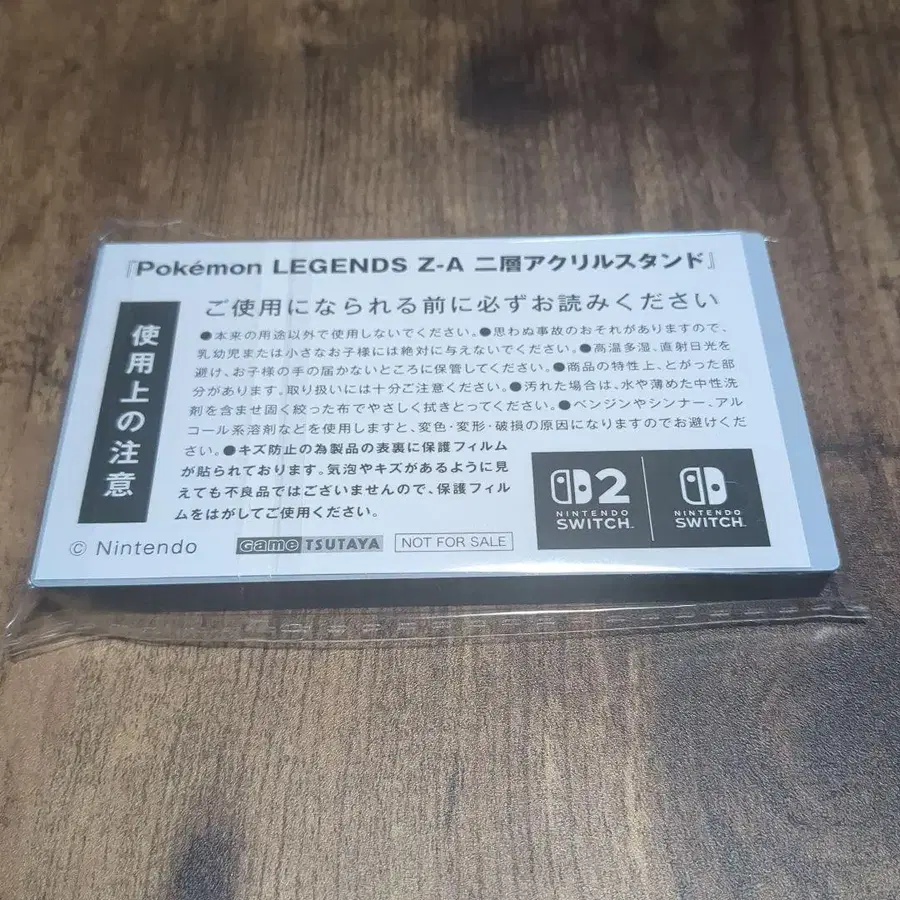 『Pokémon LEGENDS Z-A 二層アクリルスタンド』
使用上の注意
ご使用になられる前に必ずお読みください
●本来の用途以外で使用しないでください。●思わぬ事故のおそれがありますので、
乳幼児または小さなお子様には絶対に与えないでください。●高温多湿、直射日光を
避け、お子様の手の届かないところに保管してください。●商品の特性上、とがった部
分があります。取り扱いには十分ご注意ください。●汚れた場合は、水や薄めた中性洗
剤を含ませ固く絞った布でやさしく拭きとってください。●ベンジンやシンナー、アル
コール系溶剤などを使用しますと、変色・変形・破損の原因になりますのでお避けくだ
さい。●キズ防止の為製品の表裏に保護フィルム
が貼られております。気泡やキズがあるように見
えても不良品ではございませんので、保護フィル
ムをはがしてご使用ください。
2
NINTENDO
SWITCH
NINTENDO
SWITCH
© Nintendo
Game TSUTAYA
NOT FOR SALE